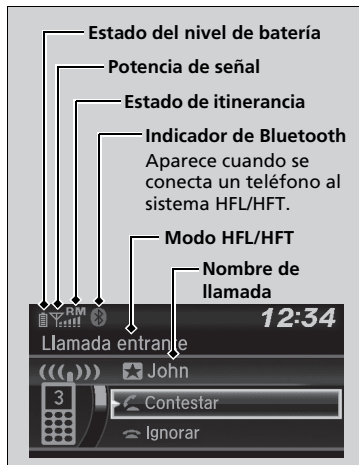 Estado del nivel de batería
Potencia de señal
Estado de itinerancia
Indicador de Bluetooth
Aparece cuando se
conecta un teléfono al
sistema HFL/HFT.
Modo HFL/HFT
Nombre de
llamada
RM
12:34
Llamada entrante
John
3
Contestar
Ignorar